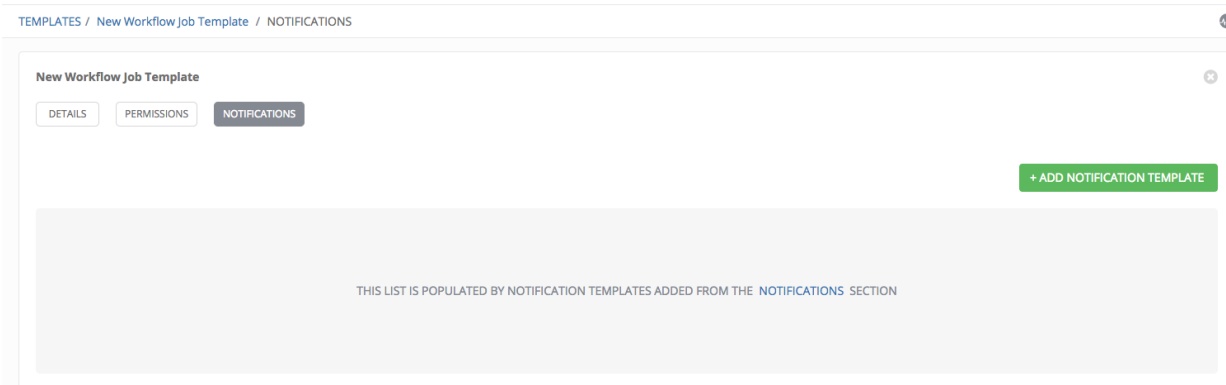 TEMPLATES / New Workflow Job Template / NOTIFICATIONS
New Workflow Job Template
DETAILS PERMISSIONS NOTIFICATIONS
+ ADD NOTIFICATION TEMPLATE
THIS LIST IS POPULATED BY NOTIFICATION TEMPLATES ADDED FROM THE NOTIFICATIONS SECTION